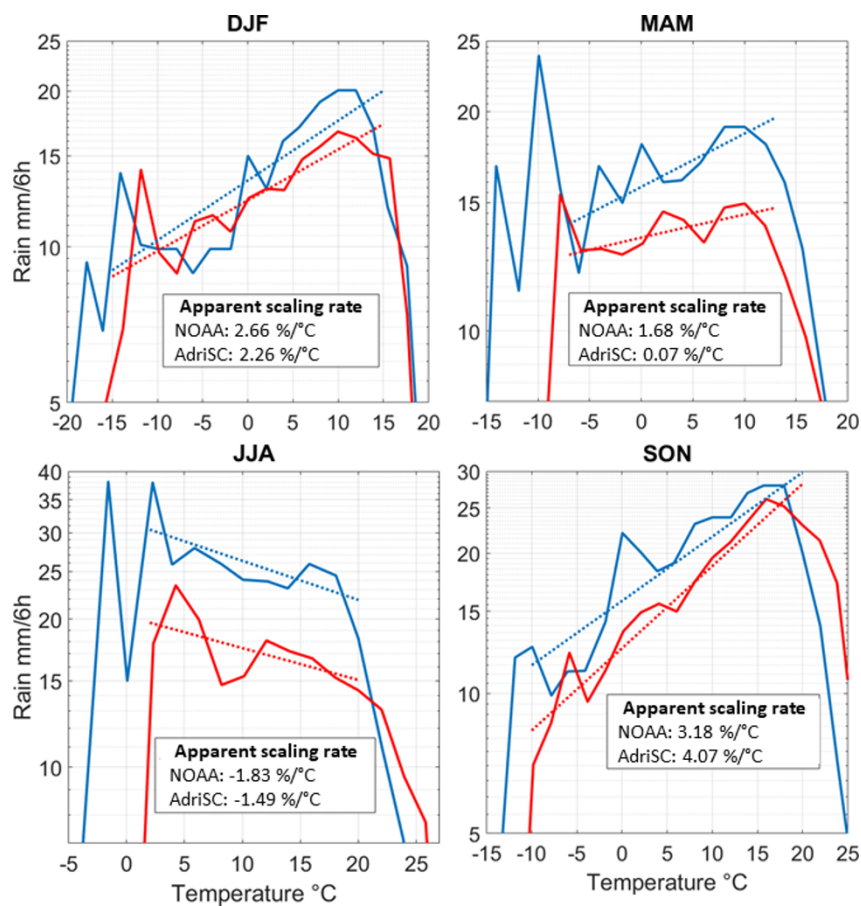 DJF
25
20
15
10
5
Rain mm/6h
-20 -15 -10 -5 0 5 10 15 20
Apparent scaling rate
NOAA: 2.66 %/°C
AdriSC: 2.26 %/°C
MAM
25
20
15
10
-15 -10 -5 0 5 10 15 20
Apparent scaling rate
NOAA: 1.68 %/°C
AdriSC: 0.07 %/°C
JJA
40
35
30
25
20
15
10
Rain mm/6h
-5 0 5 10 15 20 25
Temperature °C
Apparent scaling rate
NOAA: -1.83 %/°C
AdriSC: -1.49 %/°C
SON
30
25
20
15
10
5
-15 -10 -5 0 5 10 15 20 25
Temperature °C
Apparent scaling rate
NOAA: 3.18 %/°C
AdriSC: 4.07 %/°C